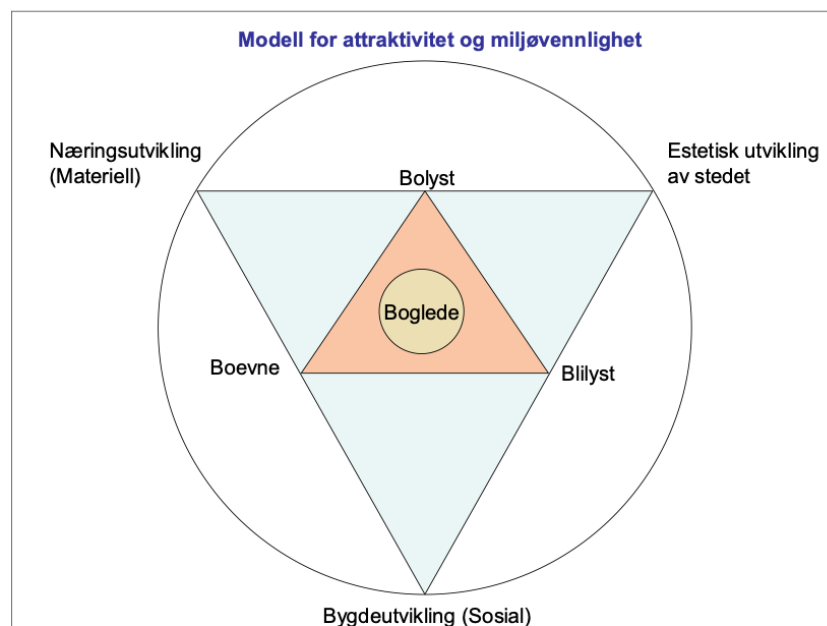 Modell for attraktivitet og miljøvennlighet
Næringsutvikling
(Materiell)
Estetisk utvikling
av stedet
Bolyst
Boglede
Boevne
Blilyst
Bygdeutvikling (Sosial)